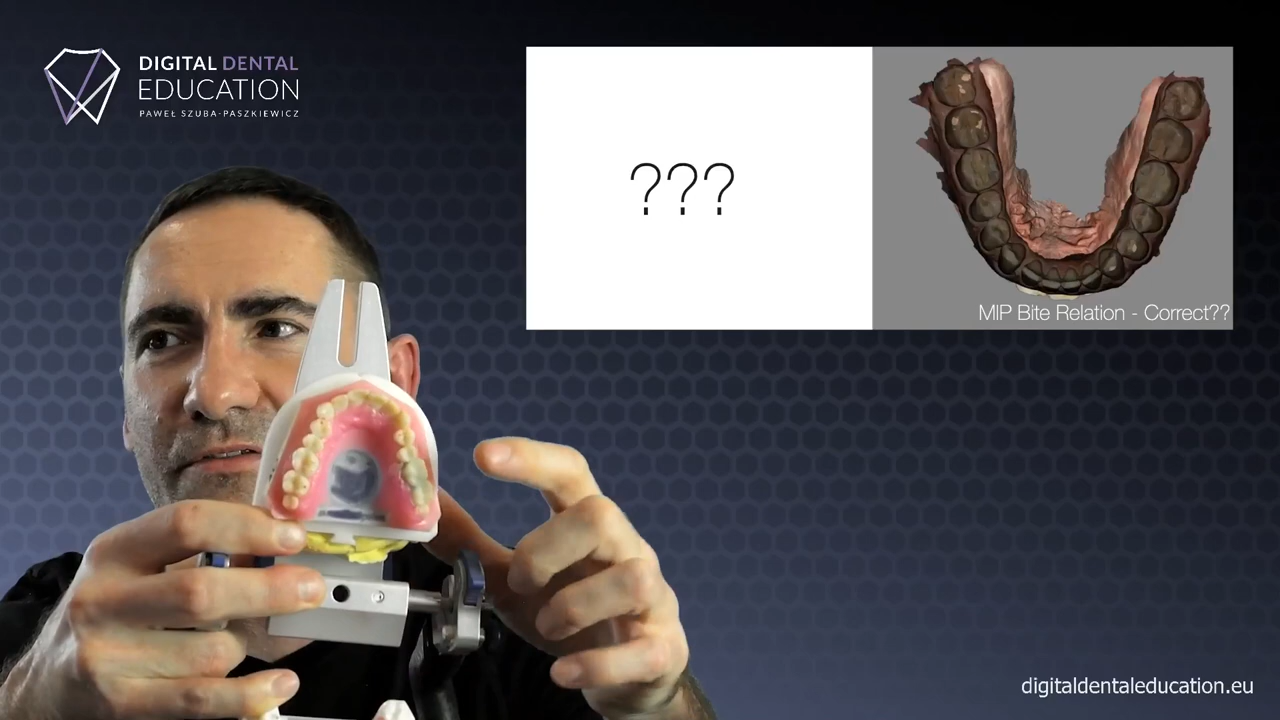 DIGITAL DENTAL
EDUCATION
PAWEŁ SZUBA-PASZKIEWICZ
???
MIP Bite Relation - Correct??
digitaldentaleducation.eu